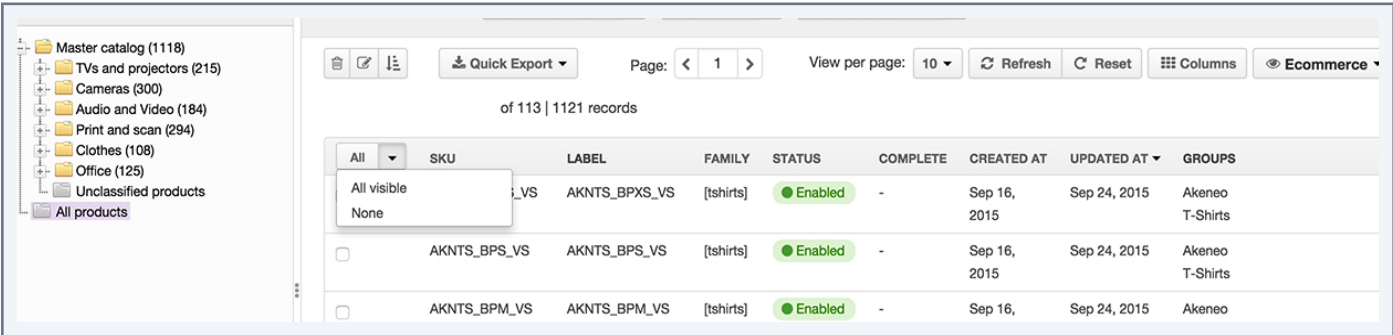 Master catalog (1118)
TVs and projectors (215)
Cameras (300)
Audio and Video (184)
Print and scan (294)
Clothes (108)
Office (125)
Unclassified products
All products
Quick Export Page: 1 View per page: 10 Refresh Reset Columns Ecommerce
of 113 | 1121 records
All SKU LABEL FAMILY STATUS COMPLETE CREATED AT UPDATED AT GROUPS
All visible
None
S_VS AKNTS_BPXS_VS [tshirts] Enabled - Sep 16, Sep 24, 2015 Akeneo
2015 T-Shirts
AKNTS_BPS_VS AKNTS_BPS_VS [tshirts] Enabled - Sep 16, Sep 24, 2015 Akeneo
2015 T-Shirts
AKNTS_BPM_VS AKNTS_BPM_VS [tshirts] Enabled - Sep 16, Sep 24, 2015 Akeneo